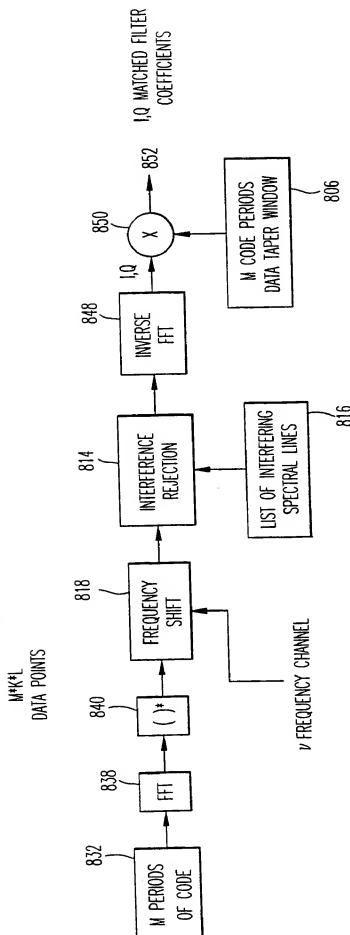 M*K*L
DATA POINTS
832
M PERIODS
OF CODE
838
FFT
840
( )*
818
FREQUENCY
SHIFT
ν FREQUENCY CHANNEL
814
INTERFERENCE
REJECTION
LIST OF INTERFERING
SPECTRAL LINES
816
848
INVERSE
FFT
I,Q
850
X
852
I,Q MATCHED FILTER
COEFFICIENTS
M CODE PERIODS
DATA TAPER WINDOW
806